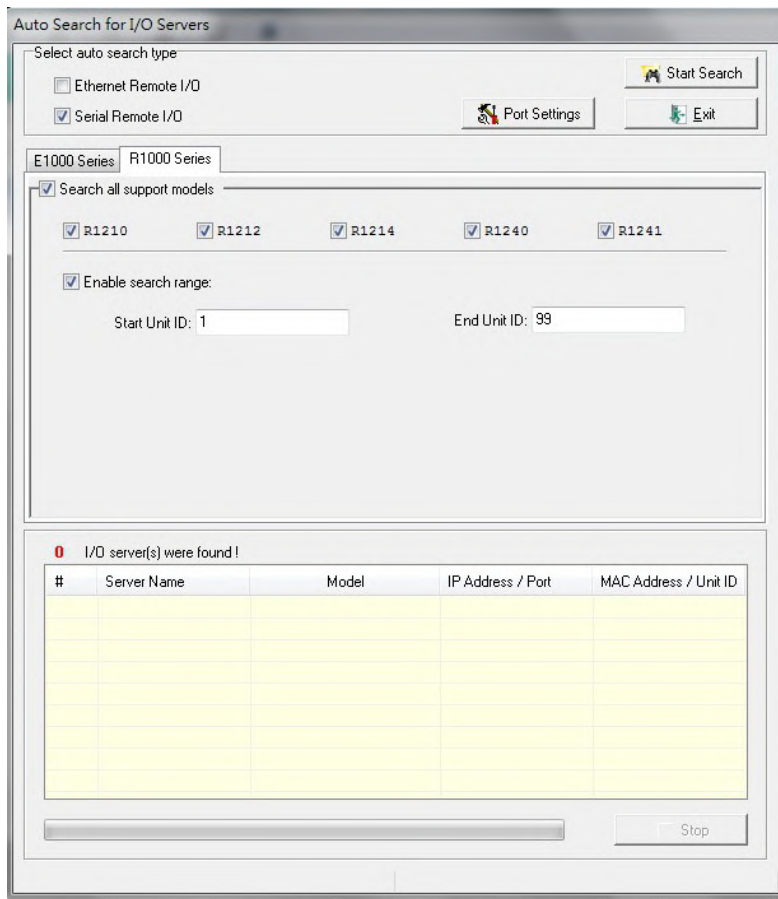 Auto Search for I/O Servers
Select auto search type
Ethernet Remote I/O
Serial Remote I/O
Start Search
Port Settings
Exit
E1000 Series
R1000 Series
Search all support models
R1210 R1212 R1214 R1240 R1241
Enable search range:
Start Unit ID: 1
End Unit ID: 99
0 I/O server(s) were found !
# Server Name Model IP Address / Port MAC Address / Unit ID
Stop